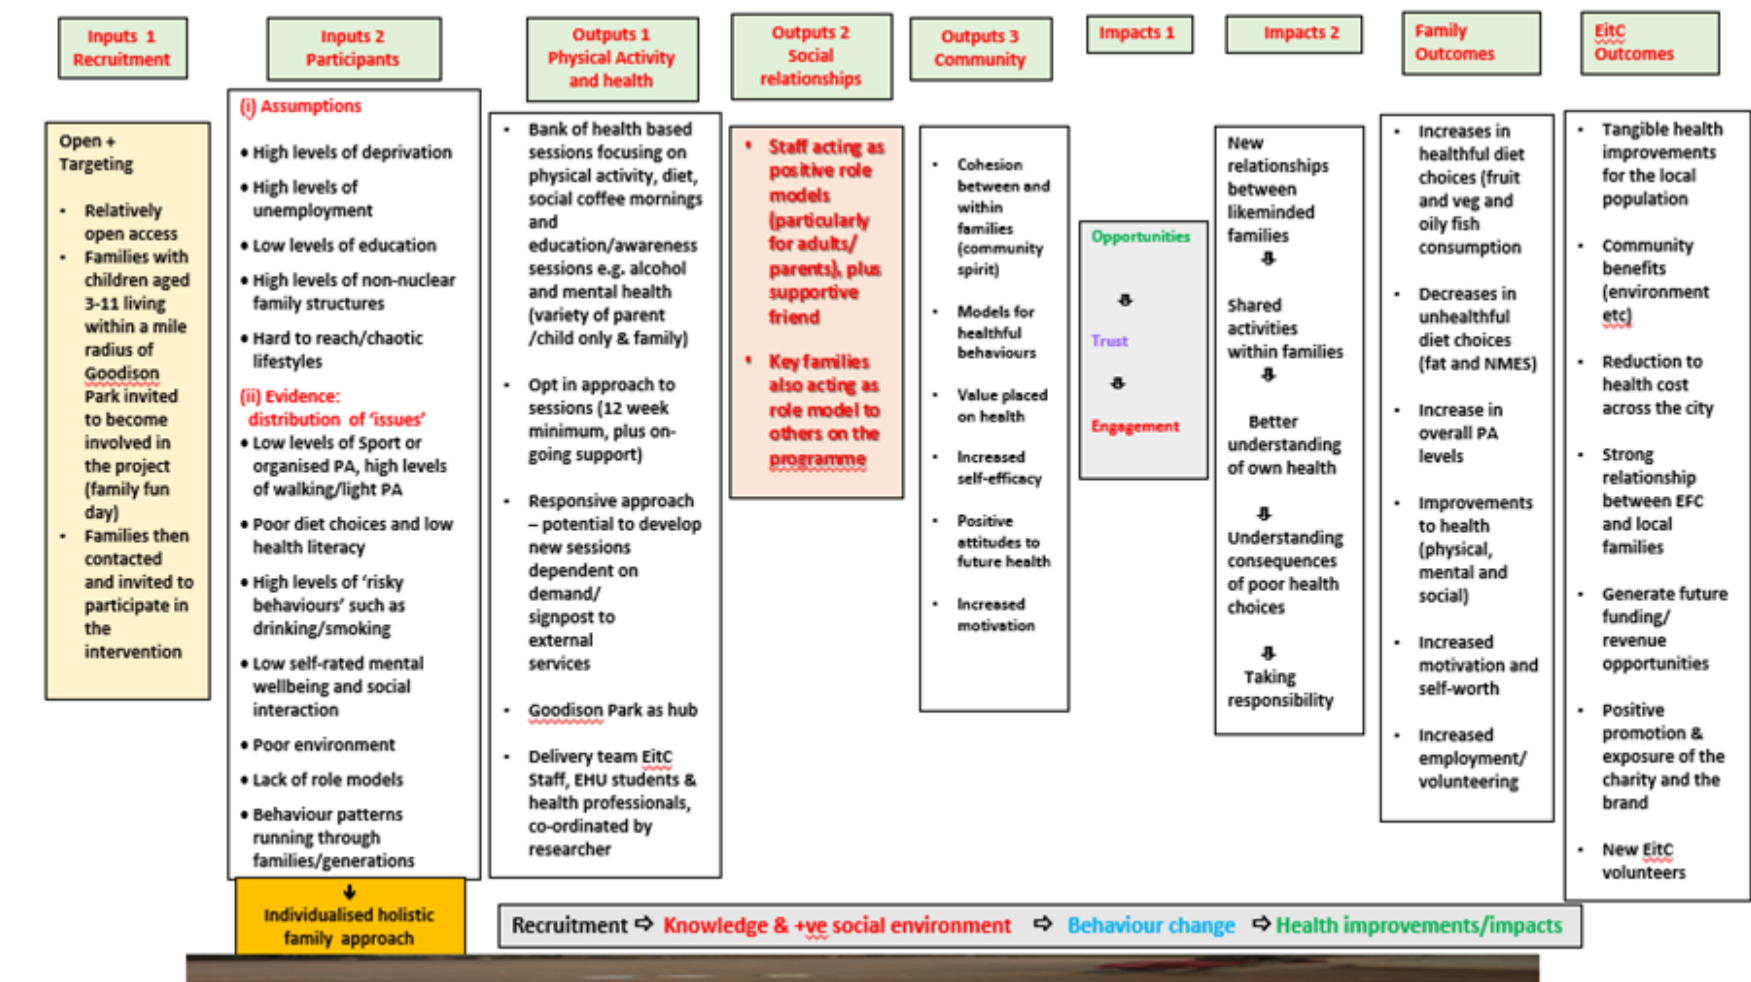 Inputs 1
Recruitment
Open +
Targeting
• Relatively
open access
• Families with
children aged
3-11 living
within a mile
radius of
Goodison
Park invited
to become
involved in
the project
(family fun
day)
• Families then
contacted
and invited to
participate in
the
intervention
Inputs 2
Participants
(i) Assumptions
• High levels of deprivation
• High levels of
unemployment
• Low levels of education
• High levels of non-nuclear
family structures
• Hard to reach/chaotic
lifestyles
(ii) Evidence:
distribution of ‘issues’
• Low levels of Sport or
organised PA, high levels
of walking/light PA
• Poor diet choices and low
health literacy
• High levels of ‘risky
behaviours’ such as
drinking/smoking
• Low self-rated mental
wellbeing and social
interaction
• Poor environment
• Lack of role models
• Behaviour patterns
running through
families/generations
Individualised holistic
family approach
Outputs 1
Physical Activity
and health
• Bank of health based
sessions focusing on
physical activity, diet,
social coffee mornings
and
education/awareness
sessions e.g. alcohol
and mental health
(variety of parent
/child only & family)
• Opt in approach to
sessions (12 week
minimum, plus on-
going support)
• Responsive approach
– potential to develop
new sessions
dependent on
demand/
signpost to
external
services
• Goodison Park as hub
• Delivery team EitC
Staff, EHU students &
health professionals,
co-ordinated by
researcher
Outputs 2
Social
relationships
• Staff acting as
positive role
models
(particularly
for adults/
parents), plus
supportive
friend
• Key families
also acting as
role model to
others on the
programme
Outputs 3
Community
• Cohesion
between and
within
families
(community
spirit)
• Models for
healthful
behaviours
• Value placed
on health
• Increased
self-efficacy
• Positive
attitudes to
future health
• Increased
motivation
Impacts 1
Opportunities
Trust
Engagement
Impacts 2
New
relationships
between
likeminded
families
Shared
activities
within families
Better
understanding
of own health
Understanding
consequences
of poor health
choices
Taking
responsibility
Family
Outcomes
• Increases in
healthful diet
choices (fruit
and veg and
oily fish
consumption
• Decreases in
unhealthful
diet choices
(fat and NMES)
• Increase in
overall PA
levels
• Improvements
to health
(physical,
mental and
social)
• Increased
motivation and
self-worth
• Increased
employment/
volunteering
EitC
Outcomes
• Tangible health
improvements
for the local
population
• Community
benefits
(environment
etc)
• Reduction to
health cost
across the city
• Strong
relationship
between EFC
and local
families
• Generate future
funding/
revenue
opportunities
• Positive
promotion &
exposure of the
charity and the
brand
• New EitC
volunteers
Recruitment ⇨ Knowledge & +ve social environment ⇨ Behaviour change ⇨ Health improvements/impacts